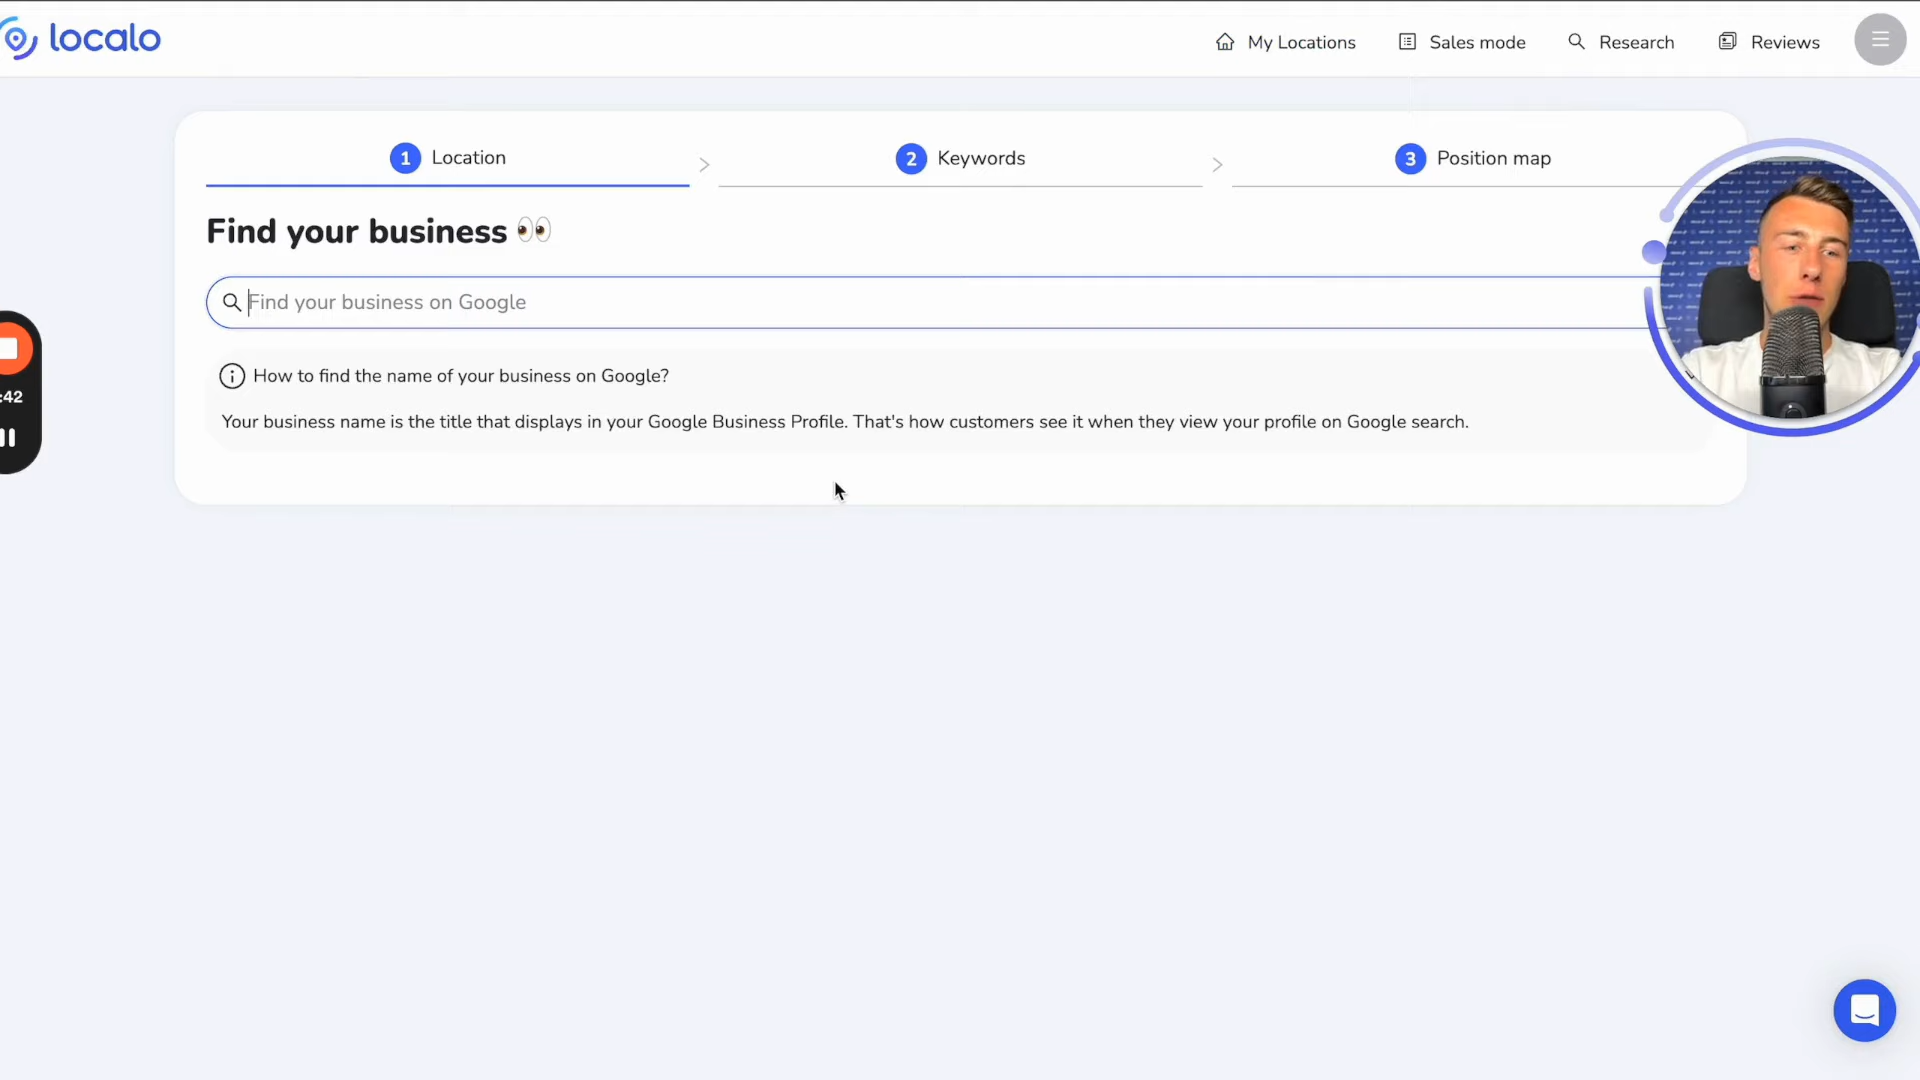 localo
My Locations
Sales mode
Research
Reviews
1 Location
2 Keywords
3 Position map
Find your business 👀
Find your business on Google
How to find the name of your business on Google?
Your business name is the title that displays in your Google Business Profile. That's how customers see it when they view your profile on Google search.
:42